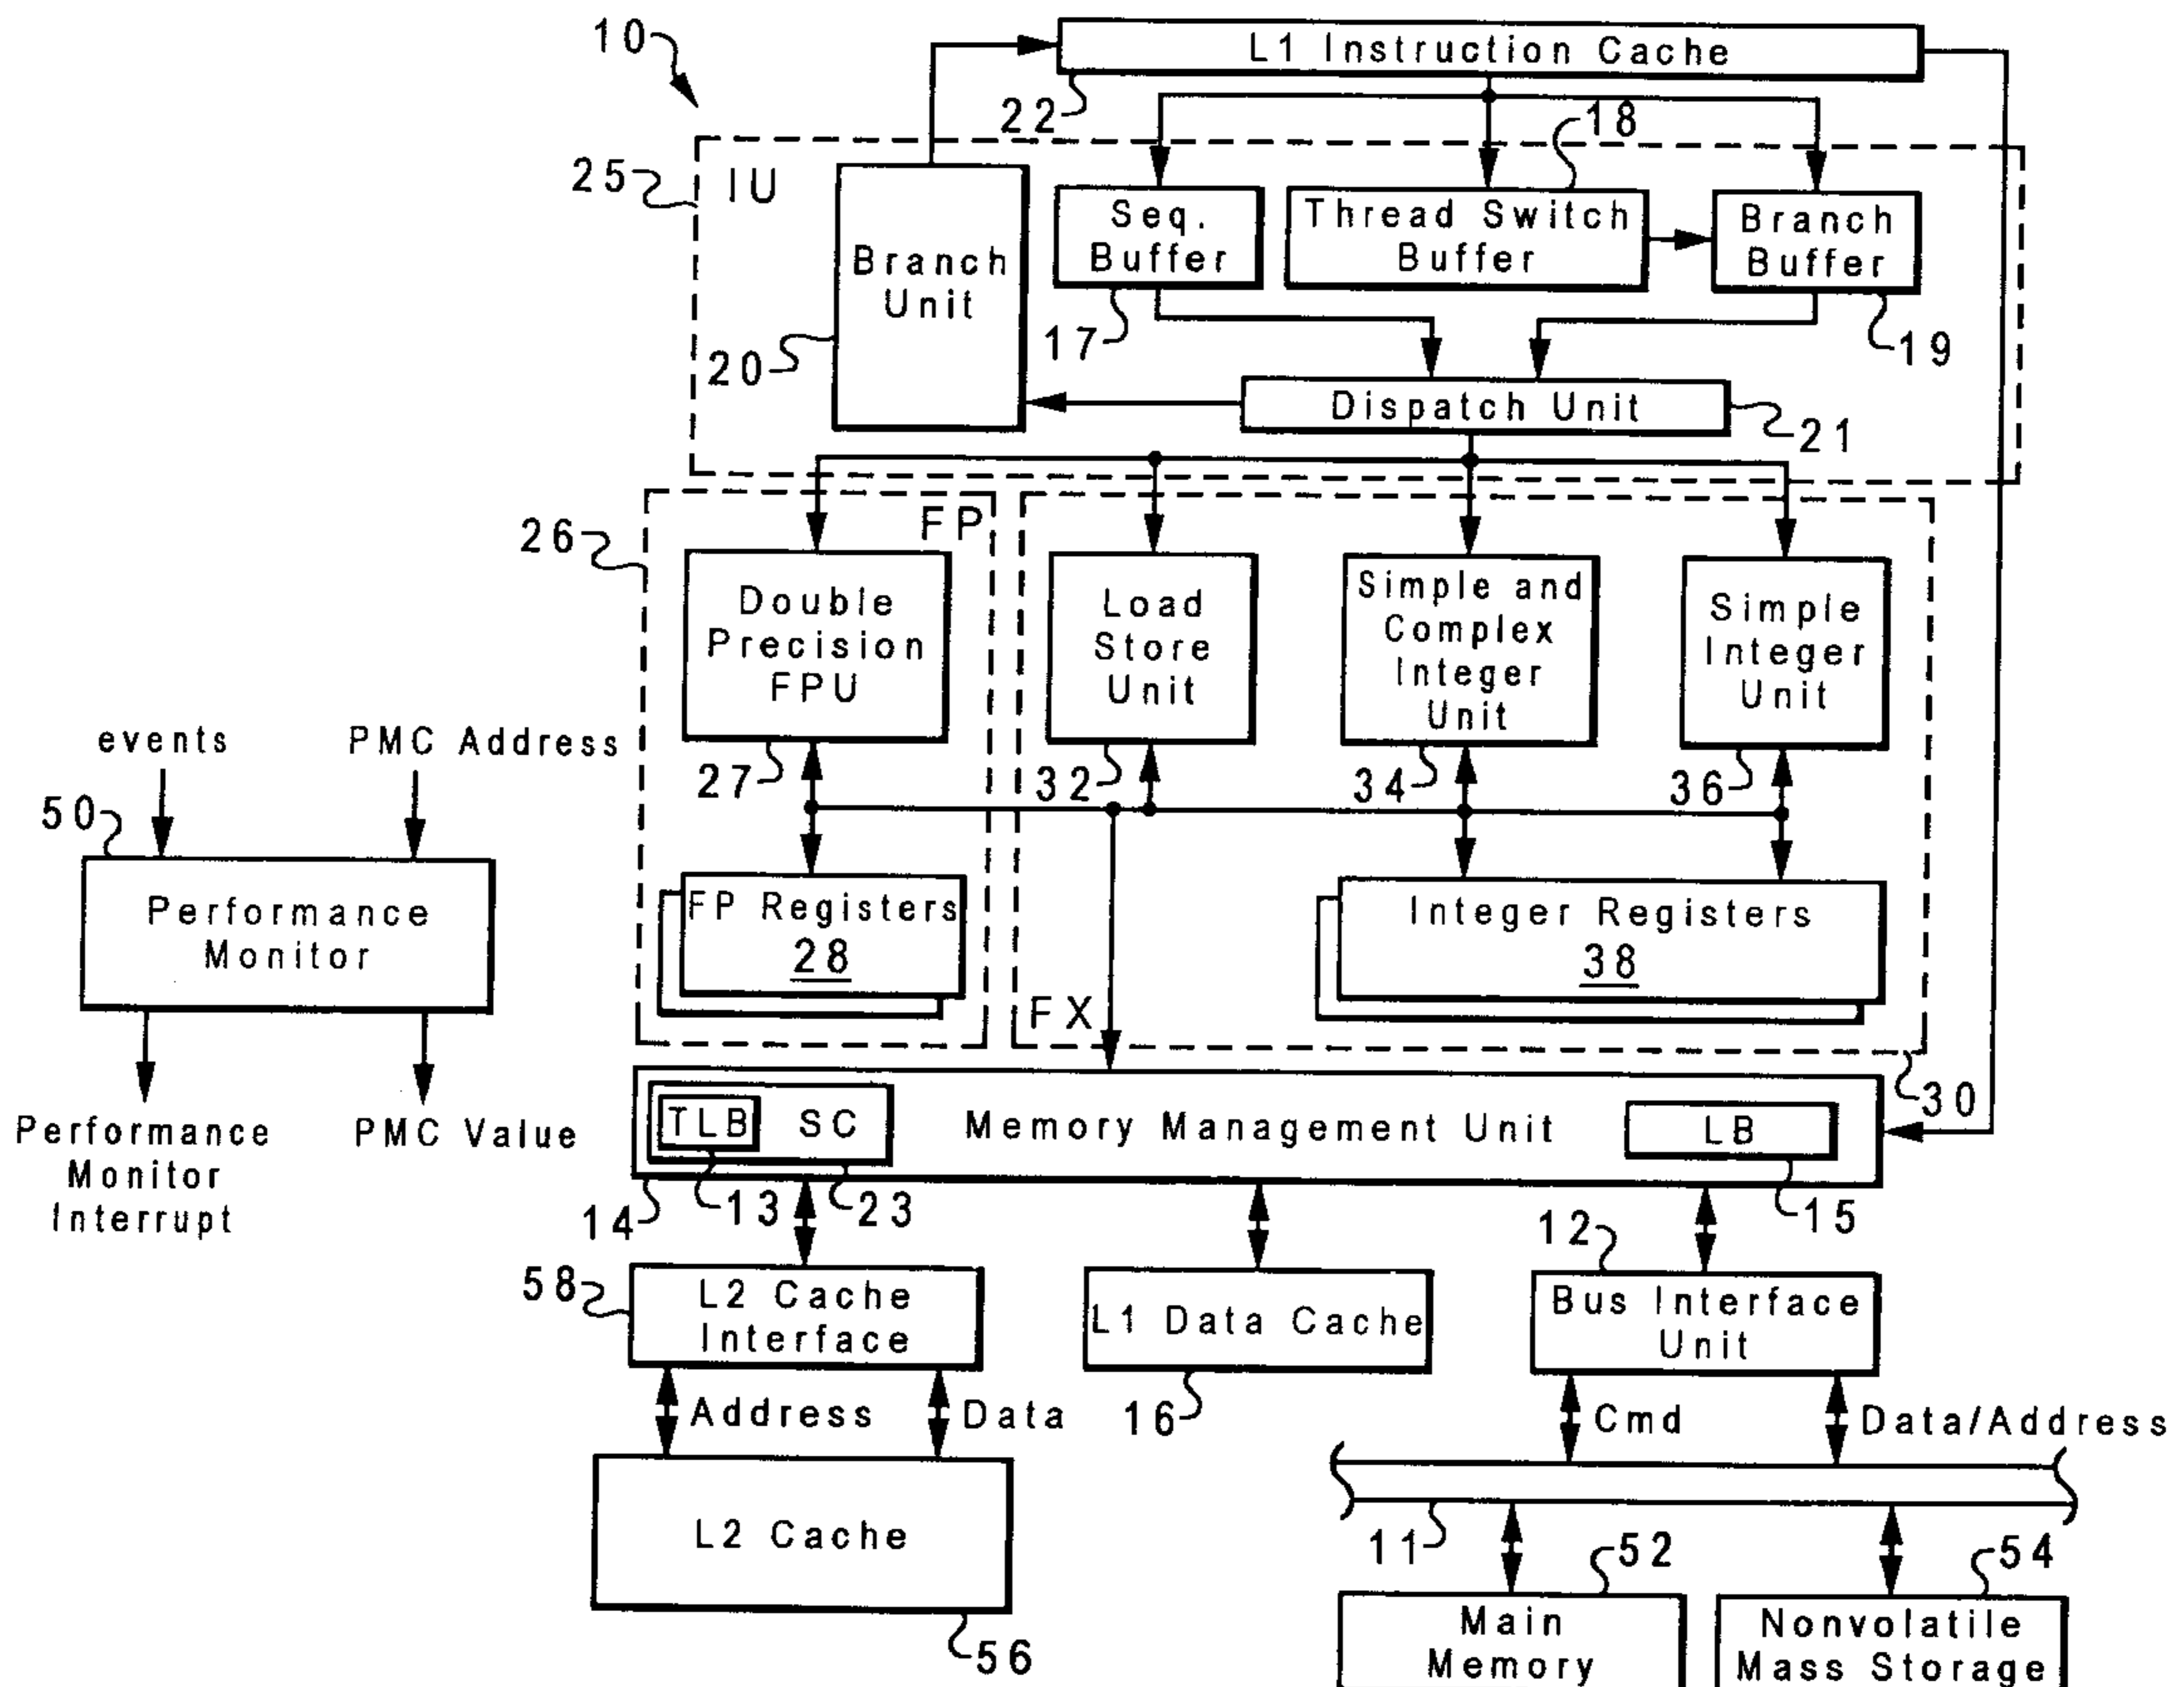 10
L1 Instruction Cache
22
18
25
IU
Branch
Unit
20
Seq.
Buffer
17
Thread Switch
Buffer
Branch
Buffer
19
Dispatch Unit
21
26
FP
Double
Precision
FPU
27
Load
Store
Unit
32
Simple and
Complex
Integer
Unit
34
Simple
Integer
Unit
36
events
PMC Address
50
Performance
Monitor
Performance
Monitor
Interrupt
PMC Value
FP Registers
28
Integer Registers
38
FX
30
TLB
SC
Memory Management Unit
LB
14
13
23
15
12
58
L2 Cache
Interface
L1 Data Cache
16
Bus Interface
Unit
Address
Data
Cmd
Data/Address
L2 Cache
56
11
52
54
Main
Memory
Nonvolatile
Mass Storage